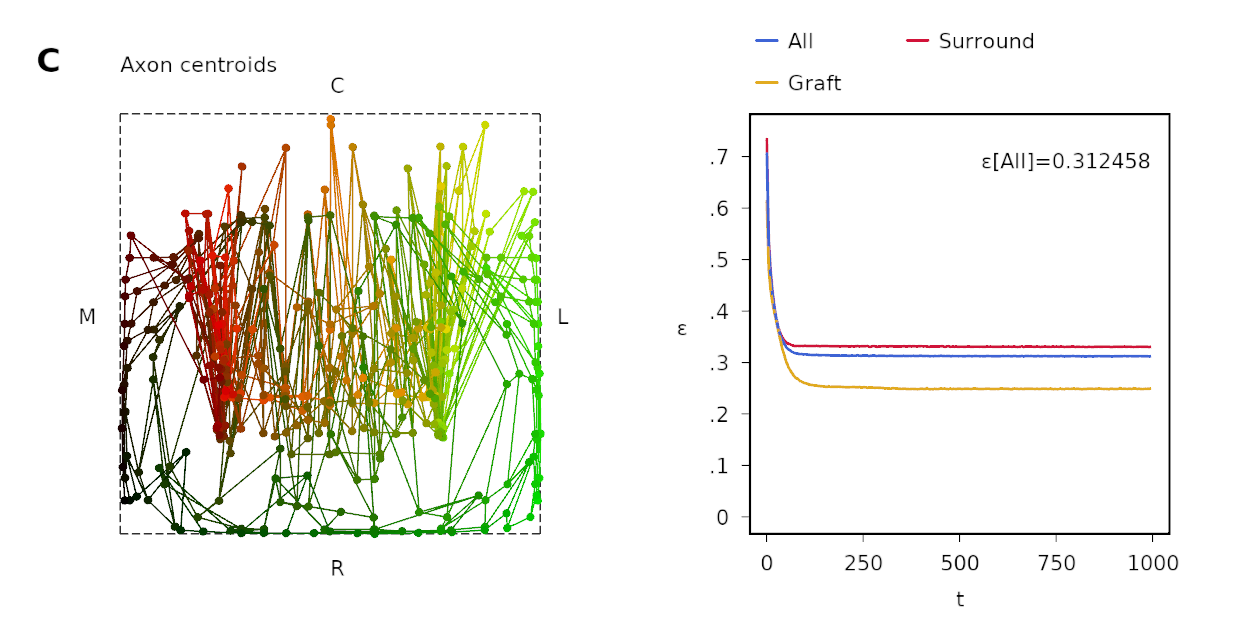 C
Axon centroids
C
M
L
R
All
Surround
Graft
ε[All]=0.312458
.7
.6
.5
.4
.3
.2
.1
0
ε
0 250 500 750 1000
t